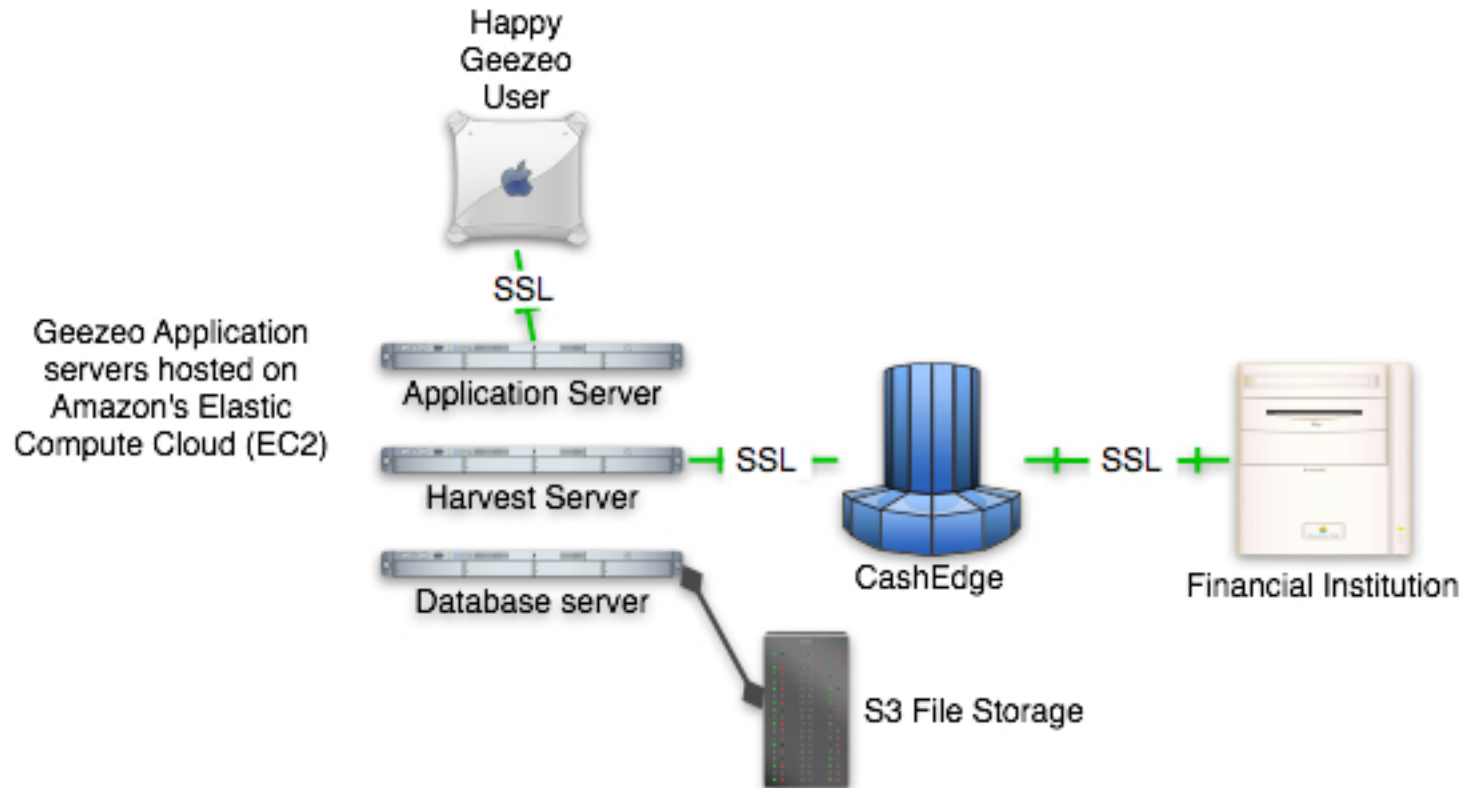 Happy
Geezeo
User
SSL
Geezeo Application
servers hosted on
Amazon's Elastic
Compute Cloud (EC2)
Application Server
Harvest Server
SSL
SSL
Database server
CashEdge
Financial Institution
S3 File Storage